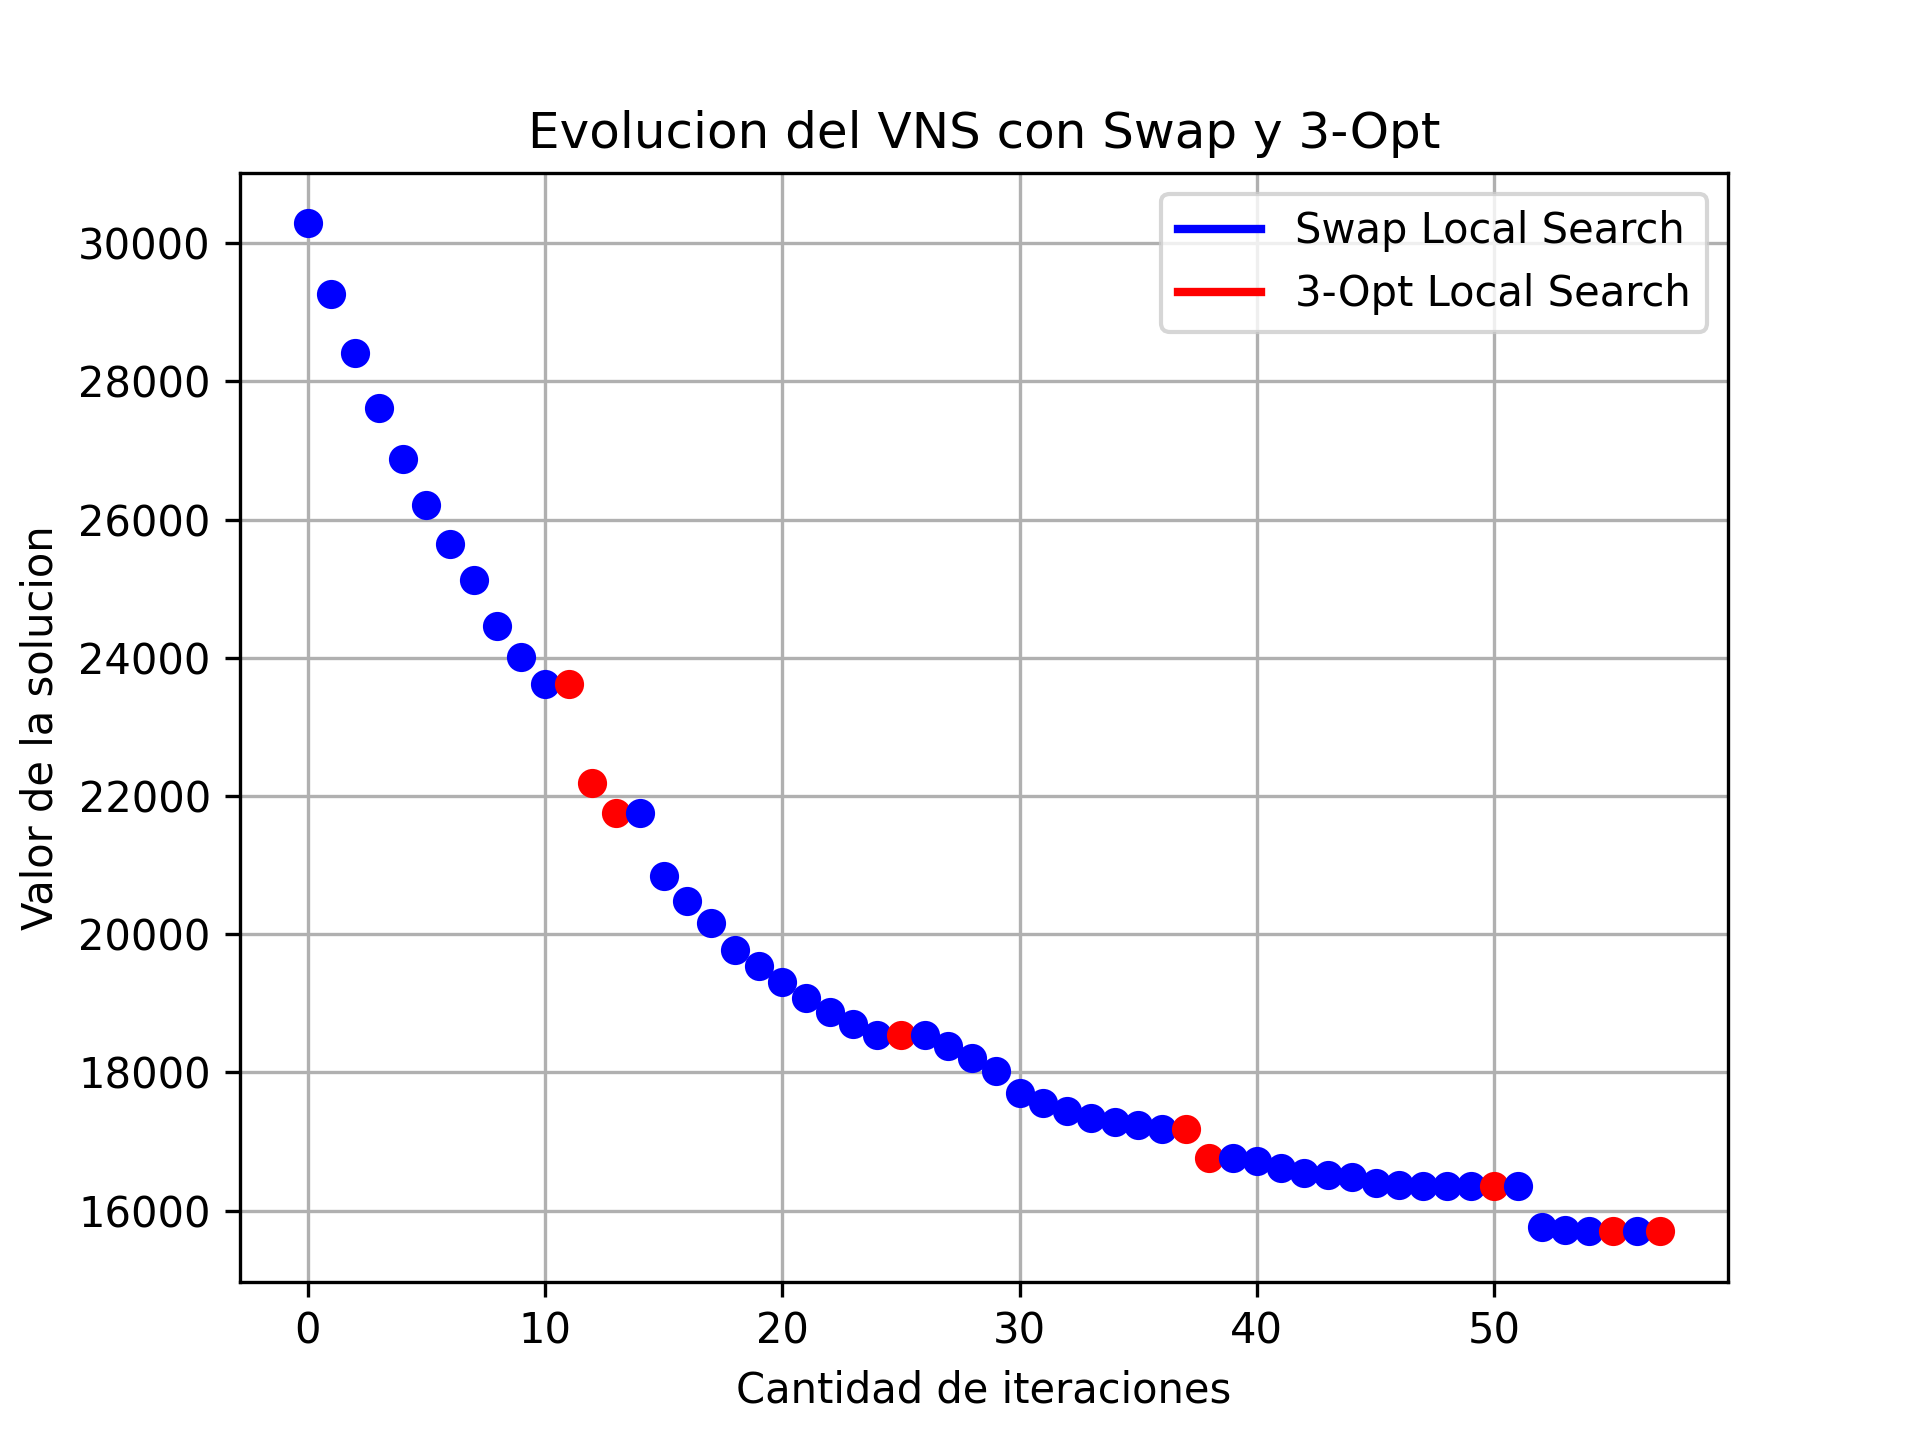 Evolucion del VNS con Swap y 3-Opt
Swap Local Search
3-Opt Local Search
Valor de la solucion
30000
28000
26000
24000
22000
20000
18000
16000
0 10 20 30 40 50
Cantidad de iteraciones